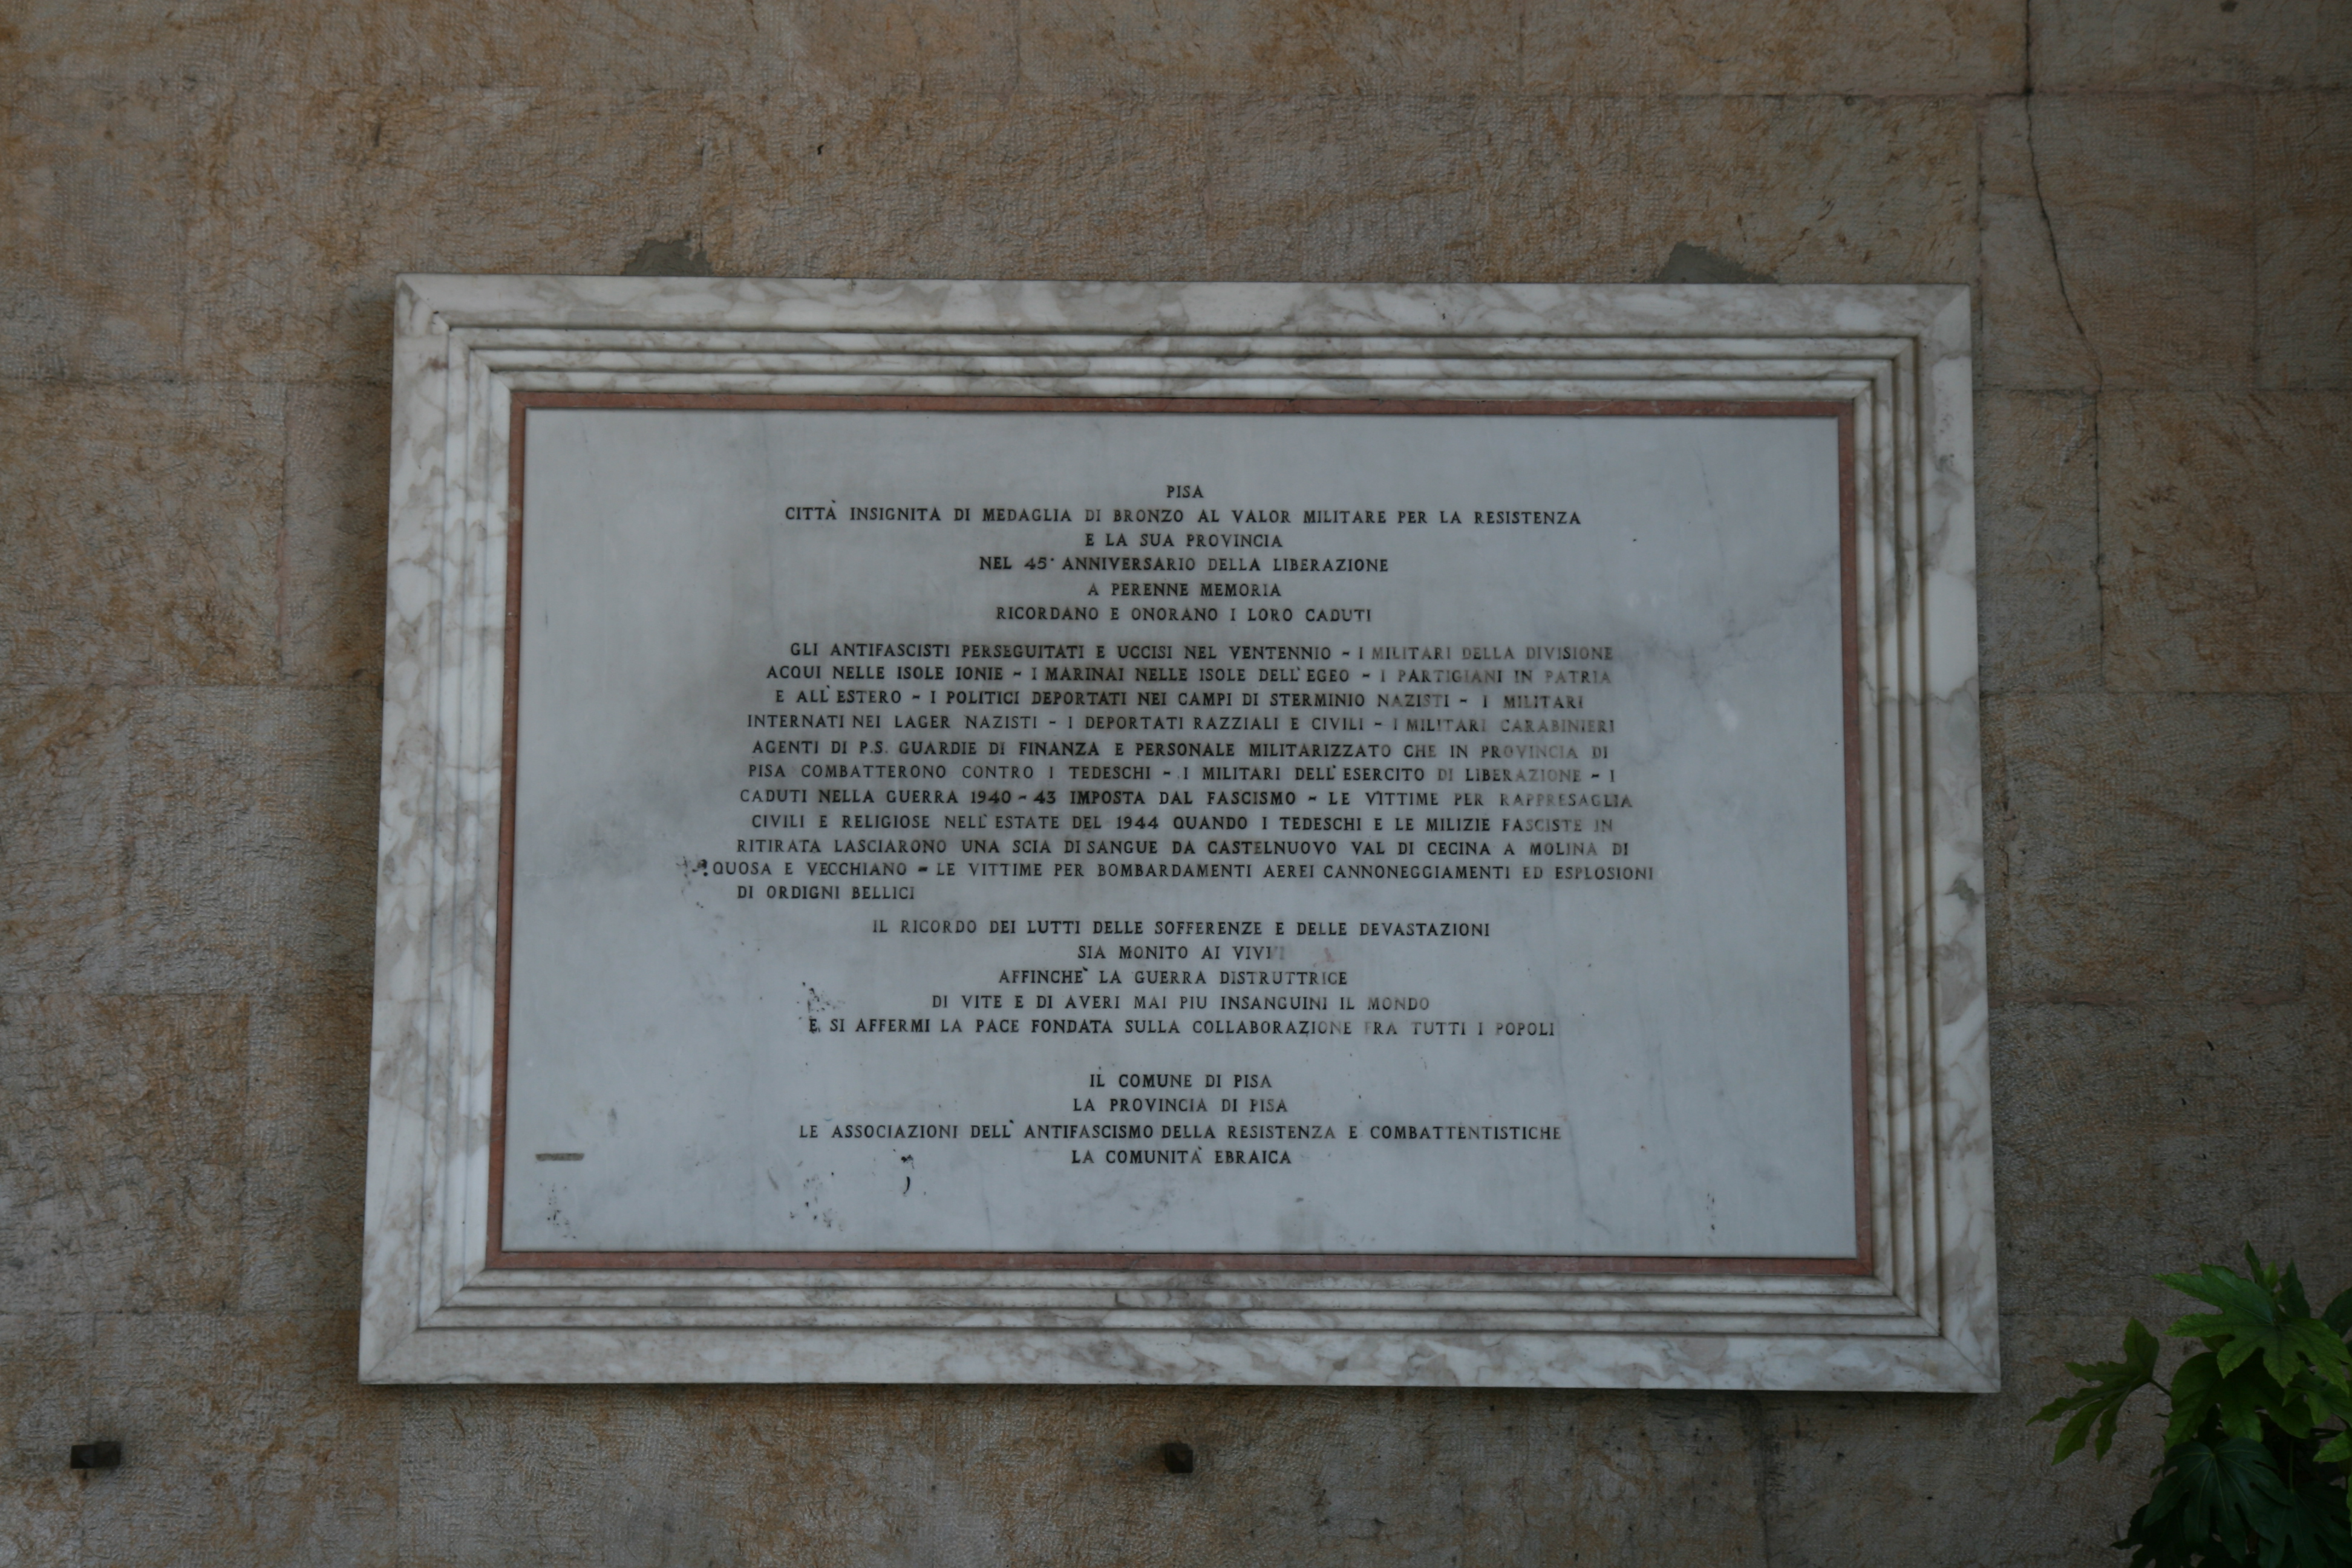 PISA
CITTÀ INSIGNITA DI MEDAGLIA DI BRONZO AL VALOR MILITARE PER LA RESISTENZA
E LA SUA PROVINCIA
NEL 45° ANNIVERSARIO DELLA LIBERAZIONE
A PERENNE MEMORIA
RICORDANO E ONORANO I LORO CADUTI
GLI ANTIFASCISTI PERSEGUITATI E UCCISI NEL VENTENNIO - I MILITARI DELLA DIVISIONE
ACQUI NELLE ISOLE IONIE - I MARINAI NELLE ISOLE DELL'EGEO - I PARTIGIANI IN PATRIA
E ALL'ESTERO - I POLITICI DEPORTATI NEI CAMPI DI STERMINIO NAZISTI - I MILITARI
INTERNATI NEI LAGER NAZISTI - I DEPORTATI RAZZIALI E CIVILI - I MILITARI CARABINIERI
AGENTI DI P.S. GUARDIE DI FINANZA E PERSONALE MILITARIZZATO CHE IN PROVINCIA DI
PISA COMBATTERONO CONTRO I TEDESCHI - I MILITARI DELL'ESERCITO DI LIBERAZIONE - I
CADUTI NELLA GUERRA 1940 - 43 IMPOSTA DAL FASCISMO - LE VITTIME PER RAPPRESAGLIA
CIVILI E RELIGIOSE NELL'ESTATE DEL 1944 QUANDO I TEDESCHI E LE MILIZIE FASCISTE IN
RITIRATA LASCIARONO UNA SCIA DI SANGUE DA CASTELNUOVO VAL DI CECINA A MOLINA DI
QUOSA E VECCHIANO - LE VITTIME PER BOMBARDAMENTI AEREI CANNONEGGIAMENTI ED ESPLOSIONI
DI ORDIGNI BELLICI
IL RICORDO DEI LUTTI DELLE SOFFERENZE E DELLE DEVASTAZIONI
SIA MONITO AI VIVI
AFFINCHE' LA GUERRA DISTRUTTRICE
DI VITE E DI AVERI MAI PIU INSANGUINI IL MONDO
E SI AFFERMI LA PACE FONDATA SULLA COLLABORAZIONE FRA TUTTI I POPOLI
IL COMUNE DI PISA
LA PROVINCIA DI PISA
LE ASSOCIAZIONI DELL'ANTIFASCISMO DELLA RESISTENZA E COMBATTENTISTICHE
LA COMUNITA' EBRAICA